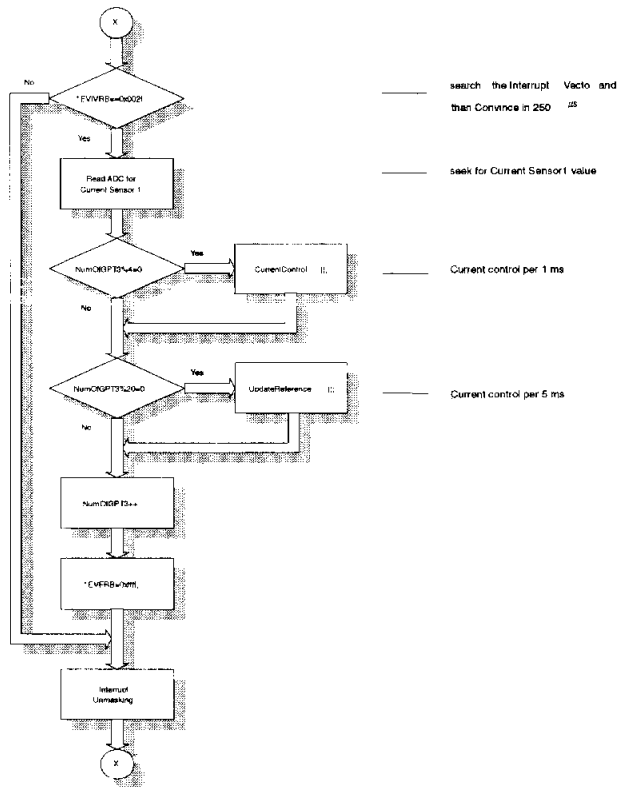 X
No
*EVIVRB==0x002f
search the Interrupt Vecto and
than Convince in 250 µs
Yes
Read ADC for
Current Sensor 1
seek for Current Sensor1 value
NumOfGPT3%4=0
Yes
CurrentControl
Current control per 1 ms
No
NumOfGPT3%20=0
Yes
UpdateReference
Current control per 5 ms
No
NumOfGPT3++
Interrupt
Unmasking
X